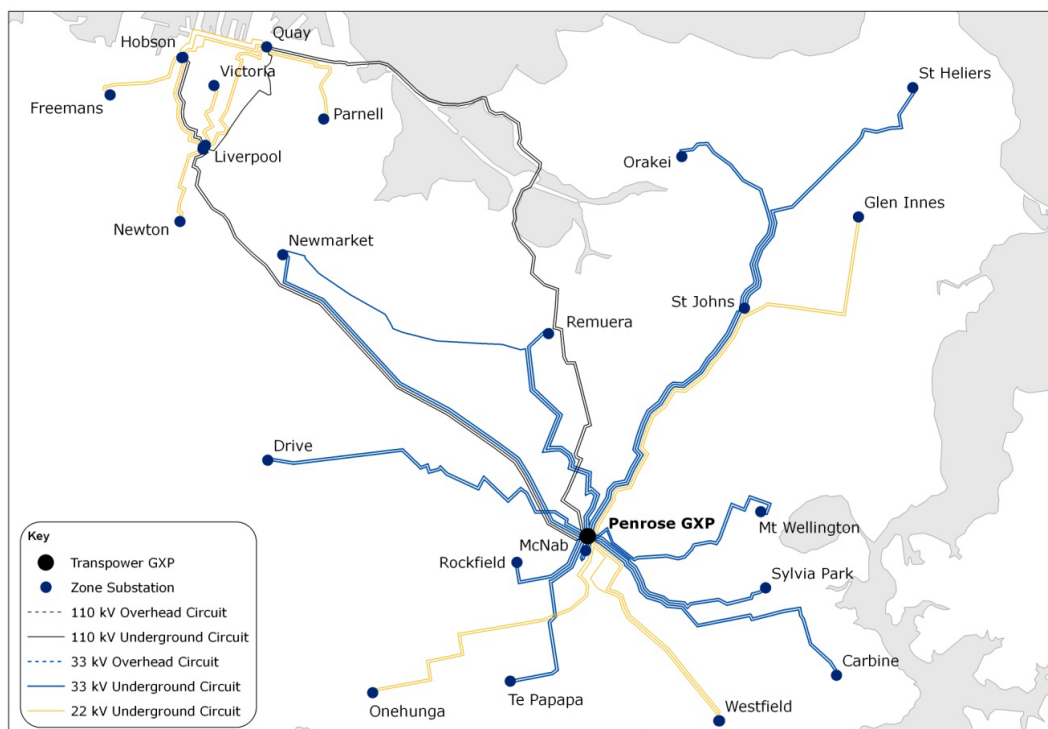 Hobson
Quay
Victoria
St Heliers
Freemans
Parnell
Liverpool
Orakei
Glen Innes
Newton
Newmarket
St Johns
Remuera
Drive
Penrose GXP
Mt Wellington
McNab
Rockfield
Sylvia Park
Carbine
Te Papapa
Onehunga
Westfield
Key
Transpower GXP
Zone Substation
110 kV Overhead Circuit
110 kV Underground Circuit
33 kV Overhead Circuit
33 kV Underground Circuit
22 kV Underground Circuit